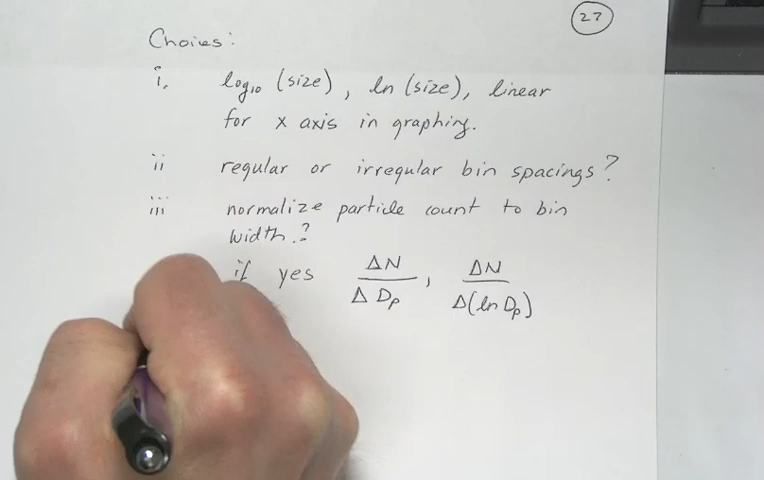 27
Choices:
i, log10 (size), ln (size), linear
for x axis in graphing.
ii regular or irregular bin spacings?
iii normalize particle count to bin
width.?
if yes ΔN / Δ Dp, ΔN / Δ(ln Dp)